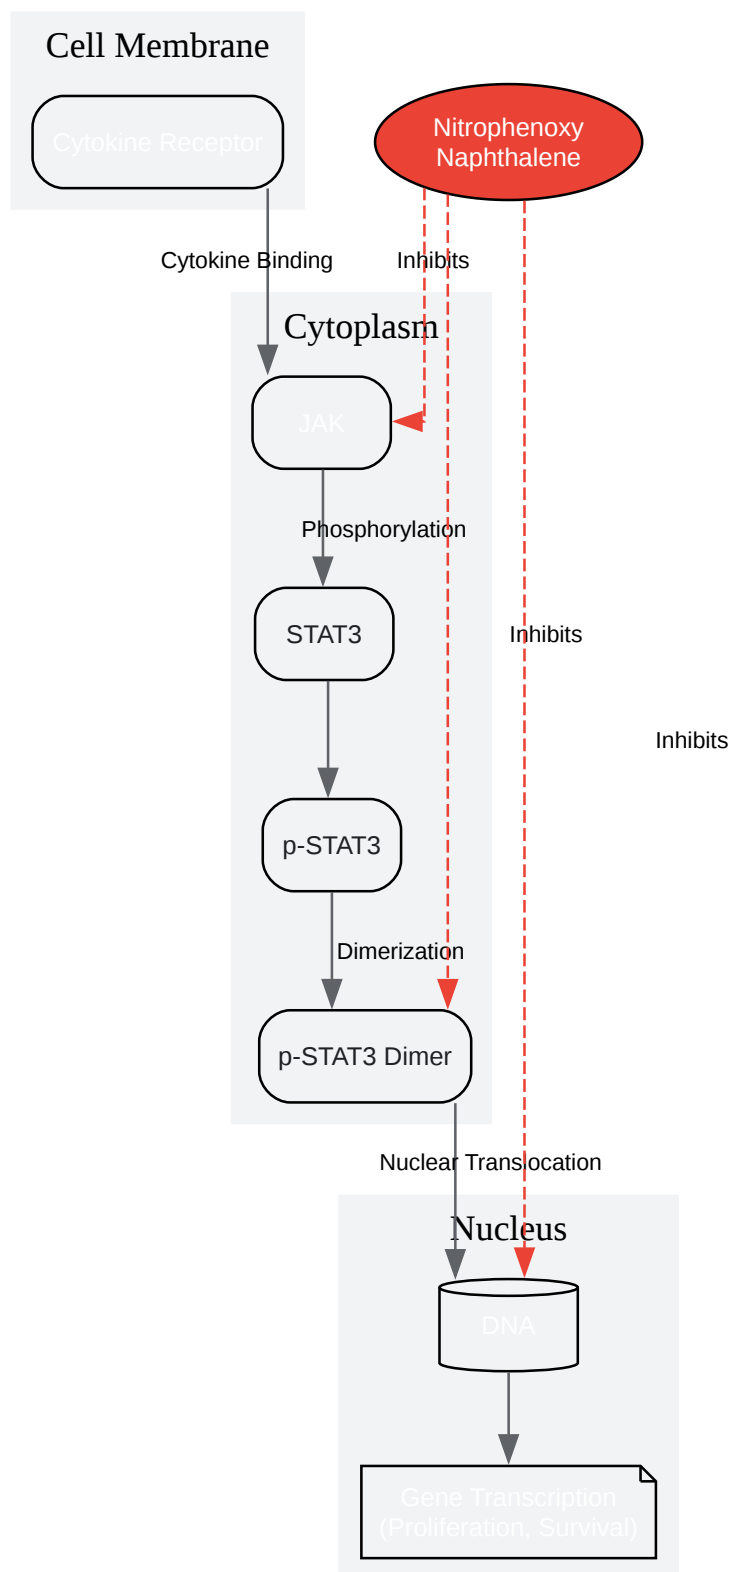 Cell Membrane
Cytokine Receptor
Nitrophenoxy
Naphthalene
Cytokine Binding
Inhibits
Cytoplasm
JAK
Phosphorylation
STAT3
Inhibits
Inhibits
p-STAT3
Dimerization
p-STAT3 Dimer
Nuclear Translocation
Nucleus
DNA
Gene Transcription
(Proliferation, Survival)